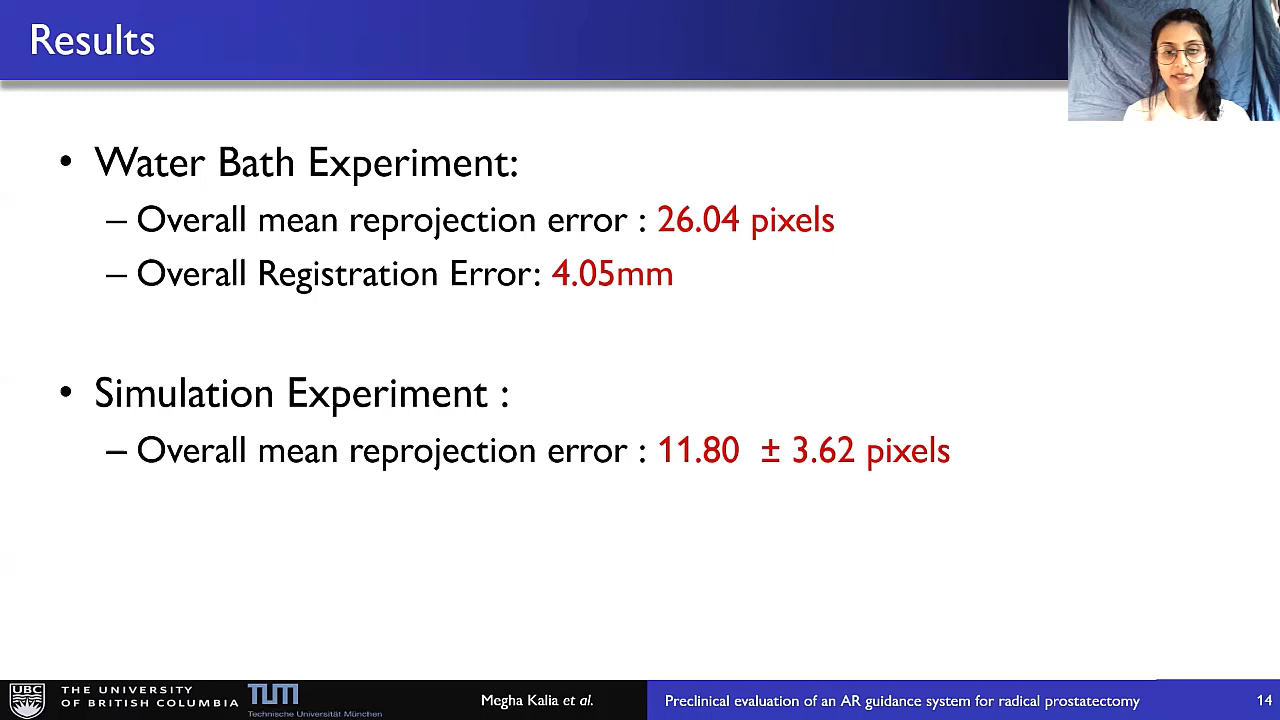 Results
• Water Bath Experiment:
– Overall mean reprojection error : 26.04 pixels
– Overall Registration Error: 4.05mm
• Simulation Experiment :
– Overall mean reprojection error : 11.80 ± 3.62 pixels
UBC
THE UNIVERSITY
OF BRITISH COLUMBIA
TUM
Technische Universität München
Megha Kalia et al.
Preclinical evaluation of an AR guidance system for radical prostatectomy
14